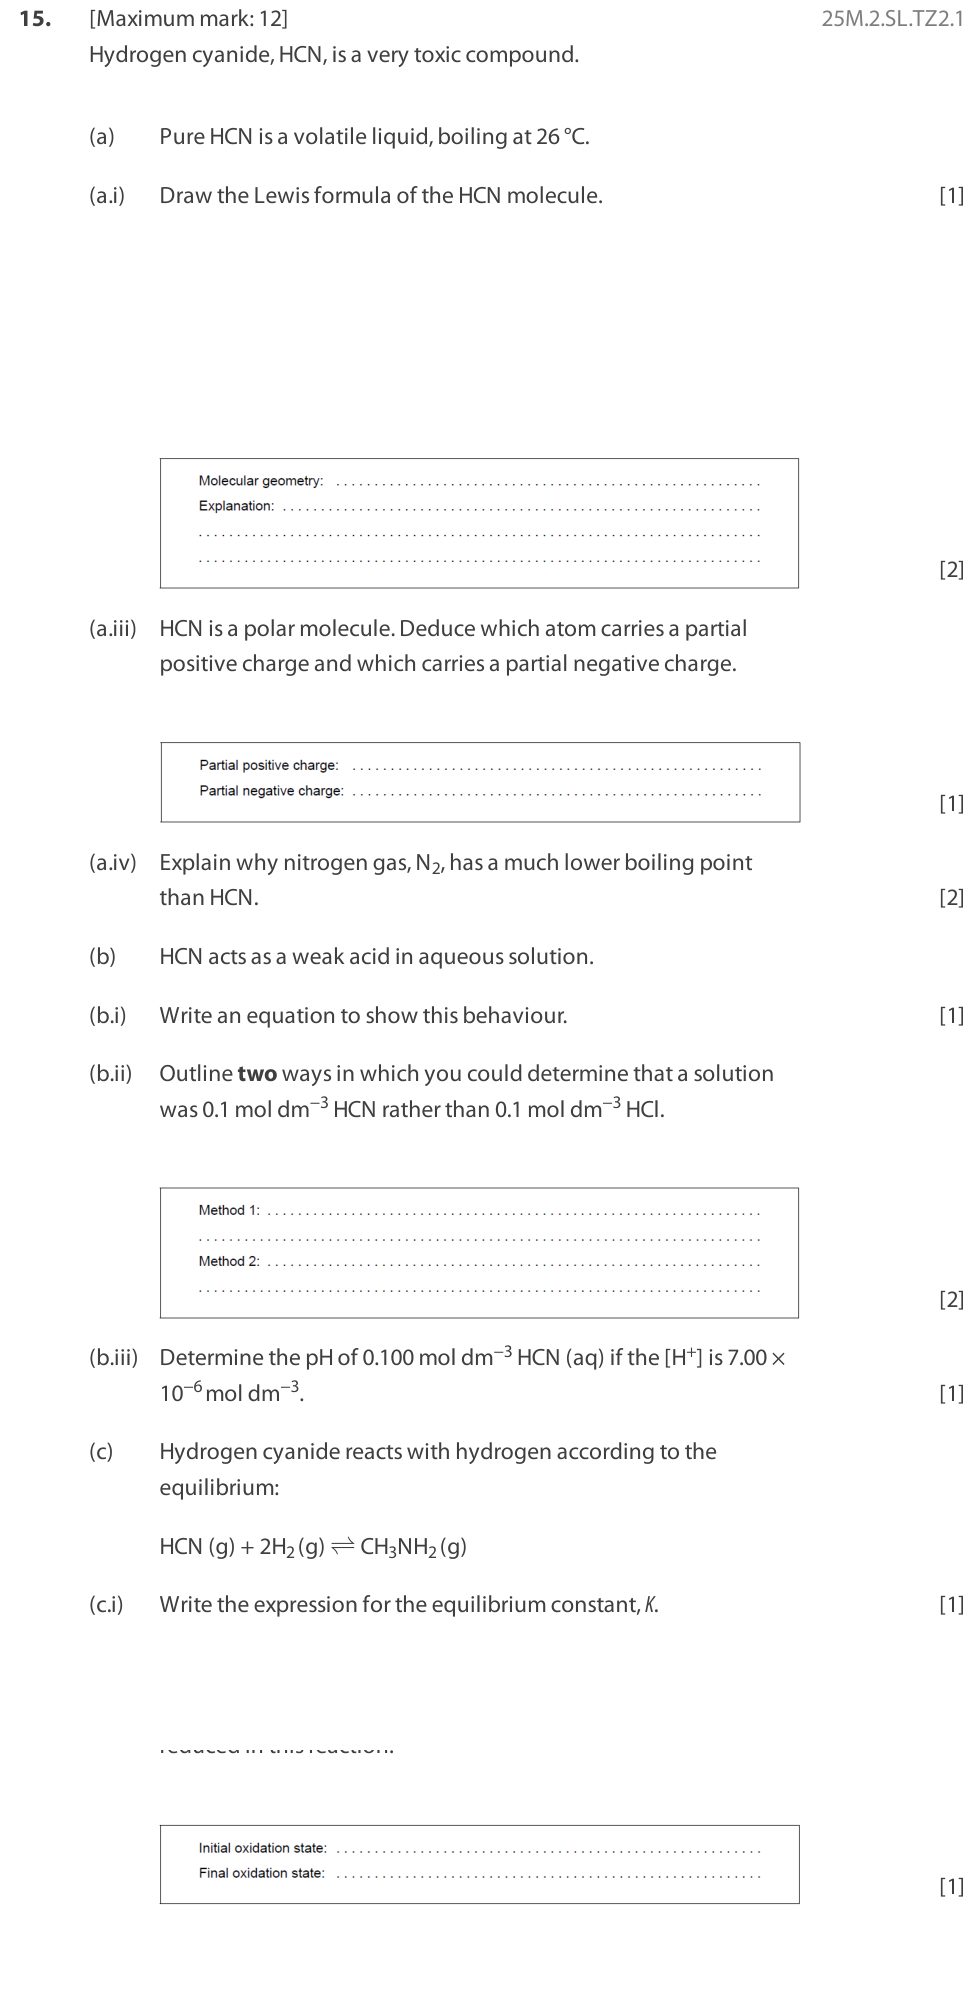 15. [Maximum mark: 12] 25M.2.SL.TZ2.1
Hydrogen cyanide, HCN, is a very toxic compound.
(a) Pure HCN is a volatile liquid, boiling at 26 °C.
(a.i) Draw the Lewis formula of the HCN molecule. [1]
Molecular geometry:
Explanation:
[2]
(a.iii) HCN is a polar molecule. Deduce which atom carries a partial
positive charge and which carries a partial negative charge.
Partial positive charge:
Partial negative charge:
[1]
(a.iv) Explain why nitrogen gas, N₂, has a much lower boiling point
than HCN. [2]
(b) HCN acts as a weak acid in aqueous solution.
(b.i) Write an equation to show this behaviour. [1]
(b.ii) Outline two ways in which you could determine that a solution
was 0.1 mol dm⁻³ HCN rather than 0.1 mol dm⁻³ HCl.
Method 1:
Method 2:
[2]
(b.iii) Determine the pH of 0.100 mol dm⁻³ HCN (aq) if the [H⁺] is 7.00 ×
10⁻⁶ mol dm⁻³. [1]
(c) Hydrogen cyanide reacts with hydrogen according to the
equilibrium:
HCN (g) + 2H₂ (g) ⇌ CH₃NH₂ (g)
(c.i) Write the expression for the equilibrium constant, K. [1]
Initial oxidation state:
Final oxidation state:
[1]